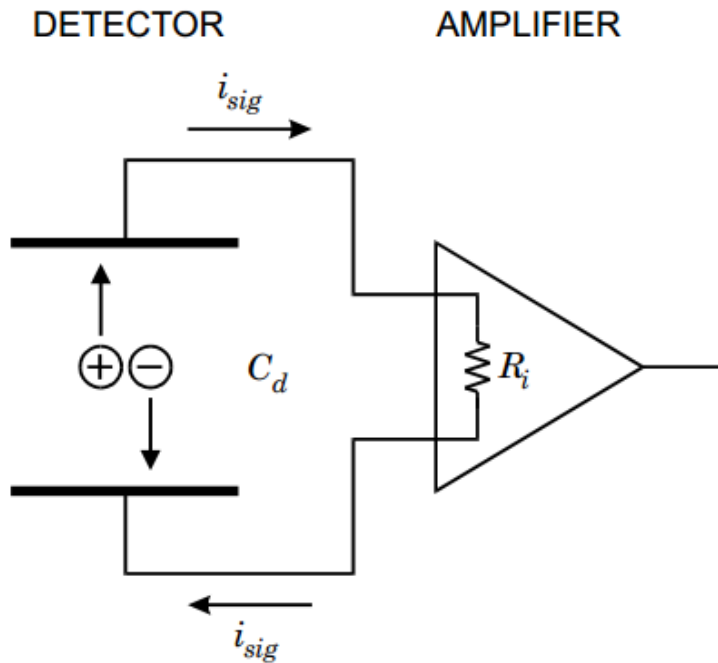 DETECTOR AMPLIFIER
i_sig
+ −
C_d
R_i
i_sig